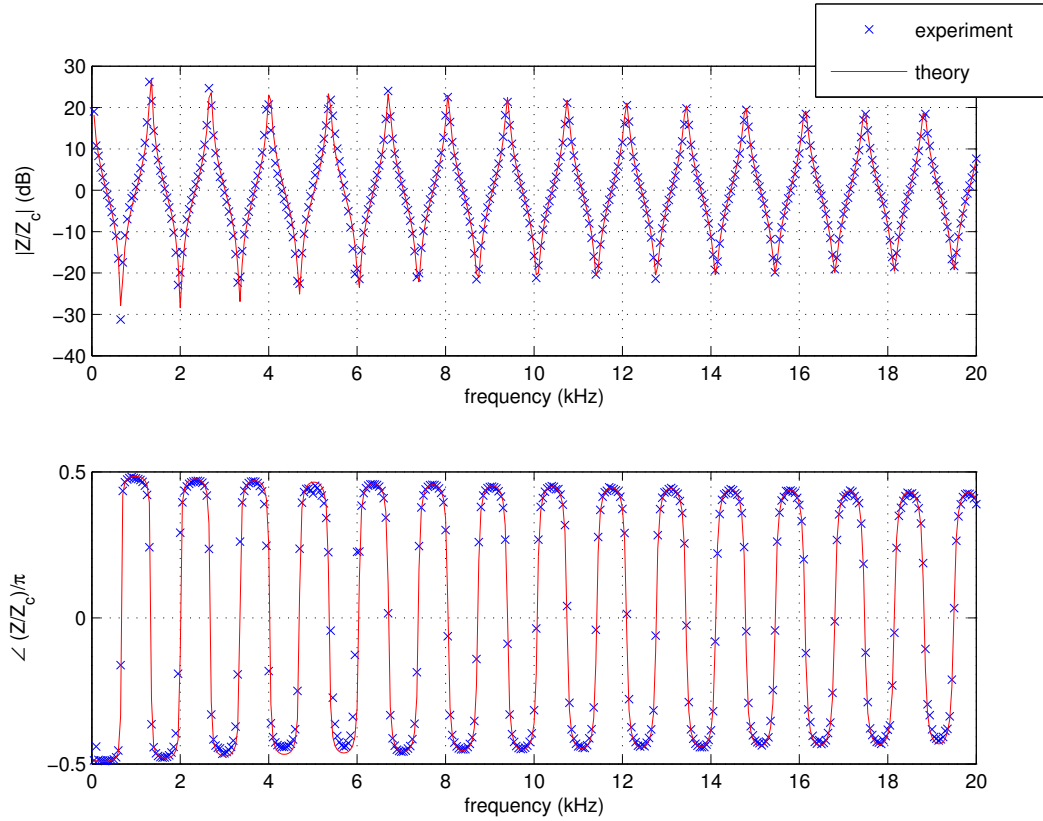 experiment
theory
30
20
10
0
−10
−20
−30
−40
|Z/Z_c| (dB)
0 2 4 6 8 10 12 14 16 18 20
frequency (kHz)
0.5
0
−0.5
∠ (Z/Z_c)/π
0 2 4 6 8 10 12 14 16 18 20
frequency (kHz)